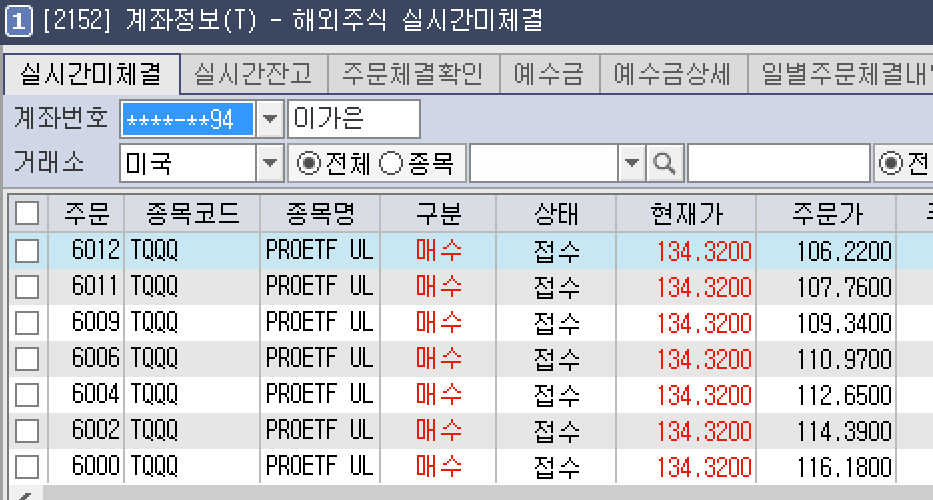 1 [2152] 계좌정보(T) - 해외주식 실시간미체결
실시간미체결 실시간잔고 주문체결확인 예수금 예수금상세 일별주문체결내
계좌번호 ****-**94 이가은
거래소 미국 전체 종목 전
주문 종목코드 종목명 구분 상태 현재가 주문가
6012 TQQQ PROETF UL 매수 접수 134.3200 106.2200
6011 TQQQ PROETF UL 매수 접수 134.3200 107.7600
6009 TQQQ PROETF UL 매수 접수 134.3200 109.3400
6006 TQQQ PROETF UL 매수 접수 134.3200 110.9700
6004 TQQQ PROETF UL 매수 접수 134.3200 112.6500
6002 TQQQ PROETF UL 매수 접수 134.3200 114.3900
6000 TQQQ PROETF UL 매수 접수 134.3200 116.1800